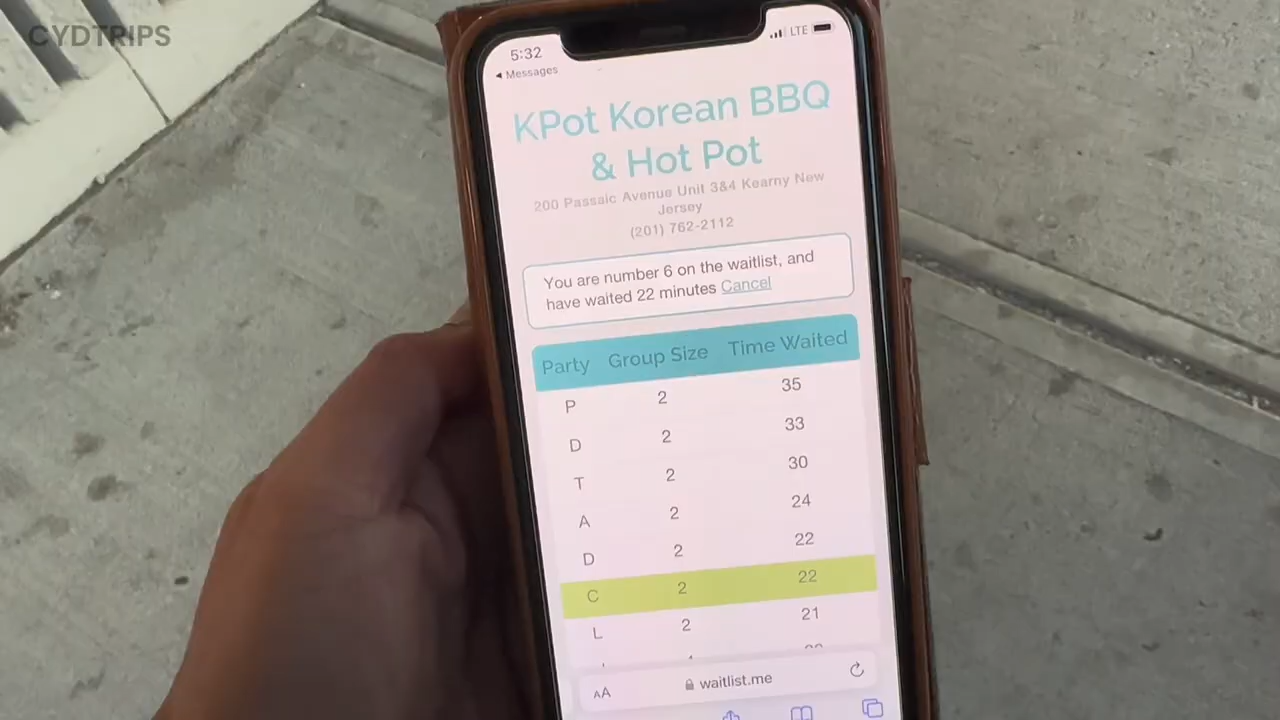 CYDTRIPS
5:32
LTE
Messages
KPot Korean BBQ
& Hot Pot
200 Passaic Avenue Unit 3&4 Kearny New
Jersey
(201) 762-2112
You are number 6 on the waitlist, and
have waited 22 minutes Cancel
Party Group Size Time Waited
P 2 35
D 2 33
T 2 30
A 2 24
D 2 22
C 2 22
L 2 21
AA waitlist.me